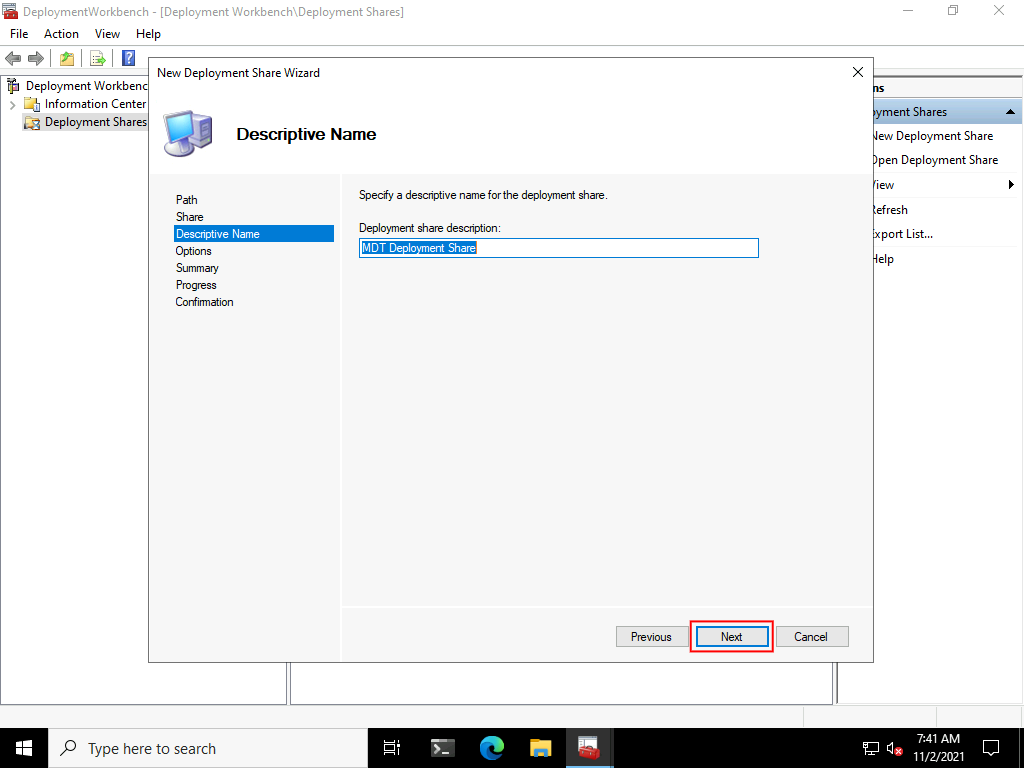 DeploymentWorkbench - [Deployment Workbench\Deployment Shares]
File Action View Help
Deployment Workbenc
Information Center
Deployment Shares
New Deployment Share Wizard
Descriptive Name
Path
Share
Descriptive Name
Options
Summary
Progress
Confirmation
Specify a descriptive name for the deployment share.
Deployment share description:
MDT Deployment Share
Previous Next Cancel
ns
oyment Shares
New Deployment Share
Open Deployment Share
View
Refresh
Export List...
Help
Type here to search
7:41 AM
11/2/2021